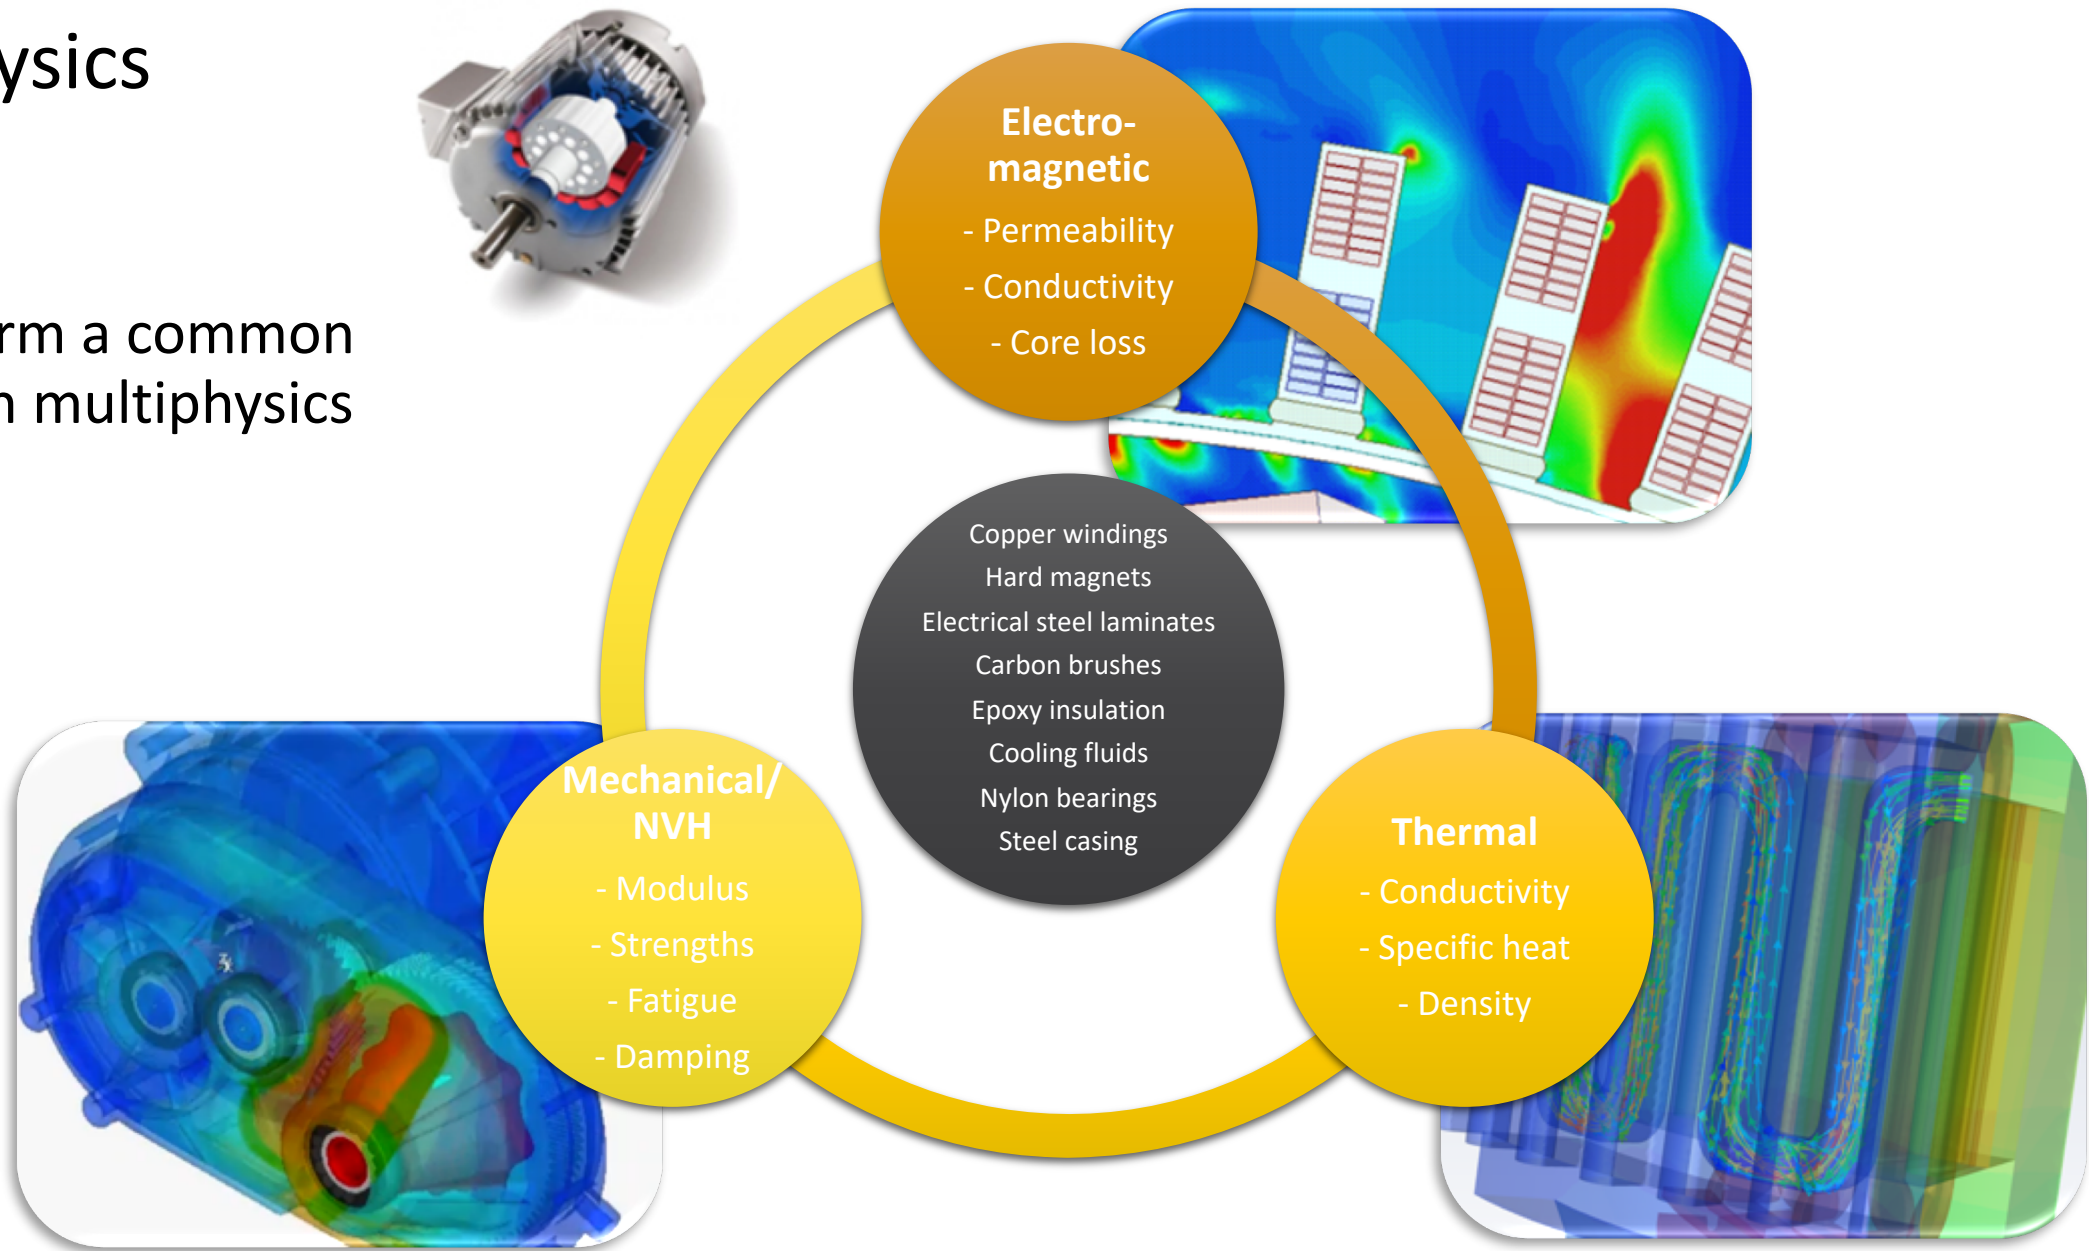 ysics
rm a common
n multiphysics
Electro-
magnetic
- Permeability
- Conductivity
- Core loss
Copper windings
Hard magnets
Electrical steel laminates
Carbon brushes
Epoxy insulation
Cooling fluids
Nylon bearings
Steel casing
Mechanical/
NVH
- Modulus
- Strengths
- Fatigue
- Damping
Thermal
- Conductivity
- Specific heat
- Density